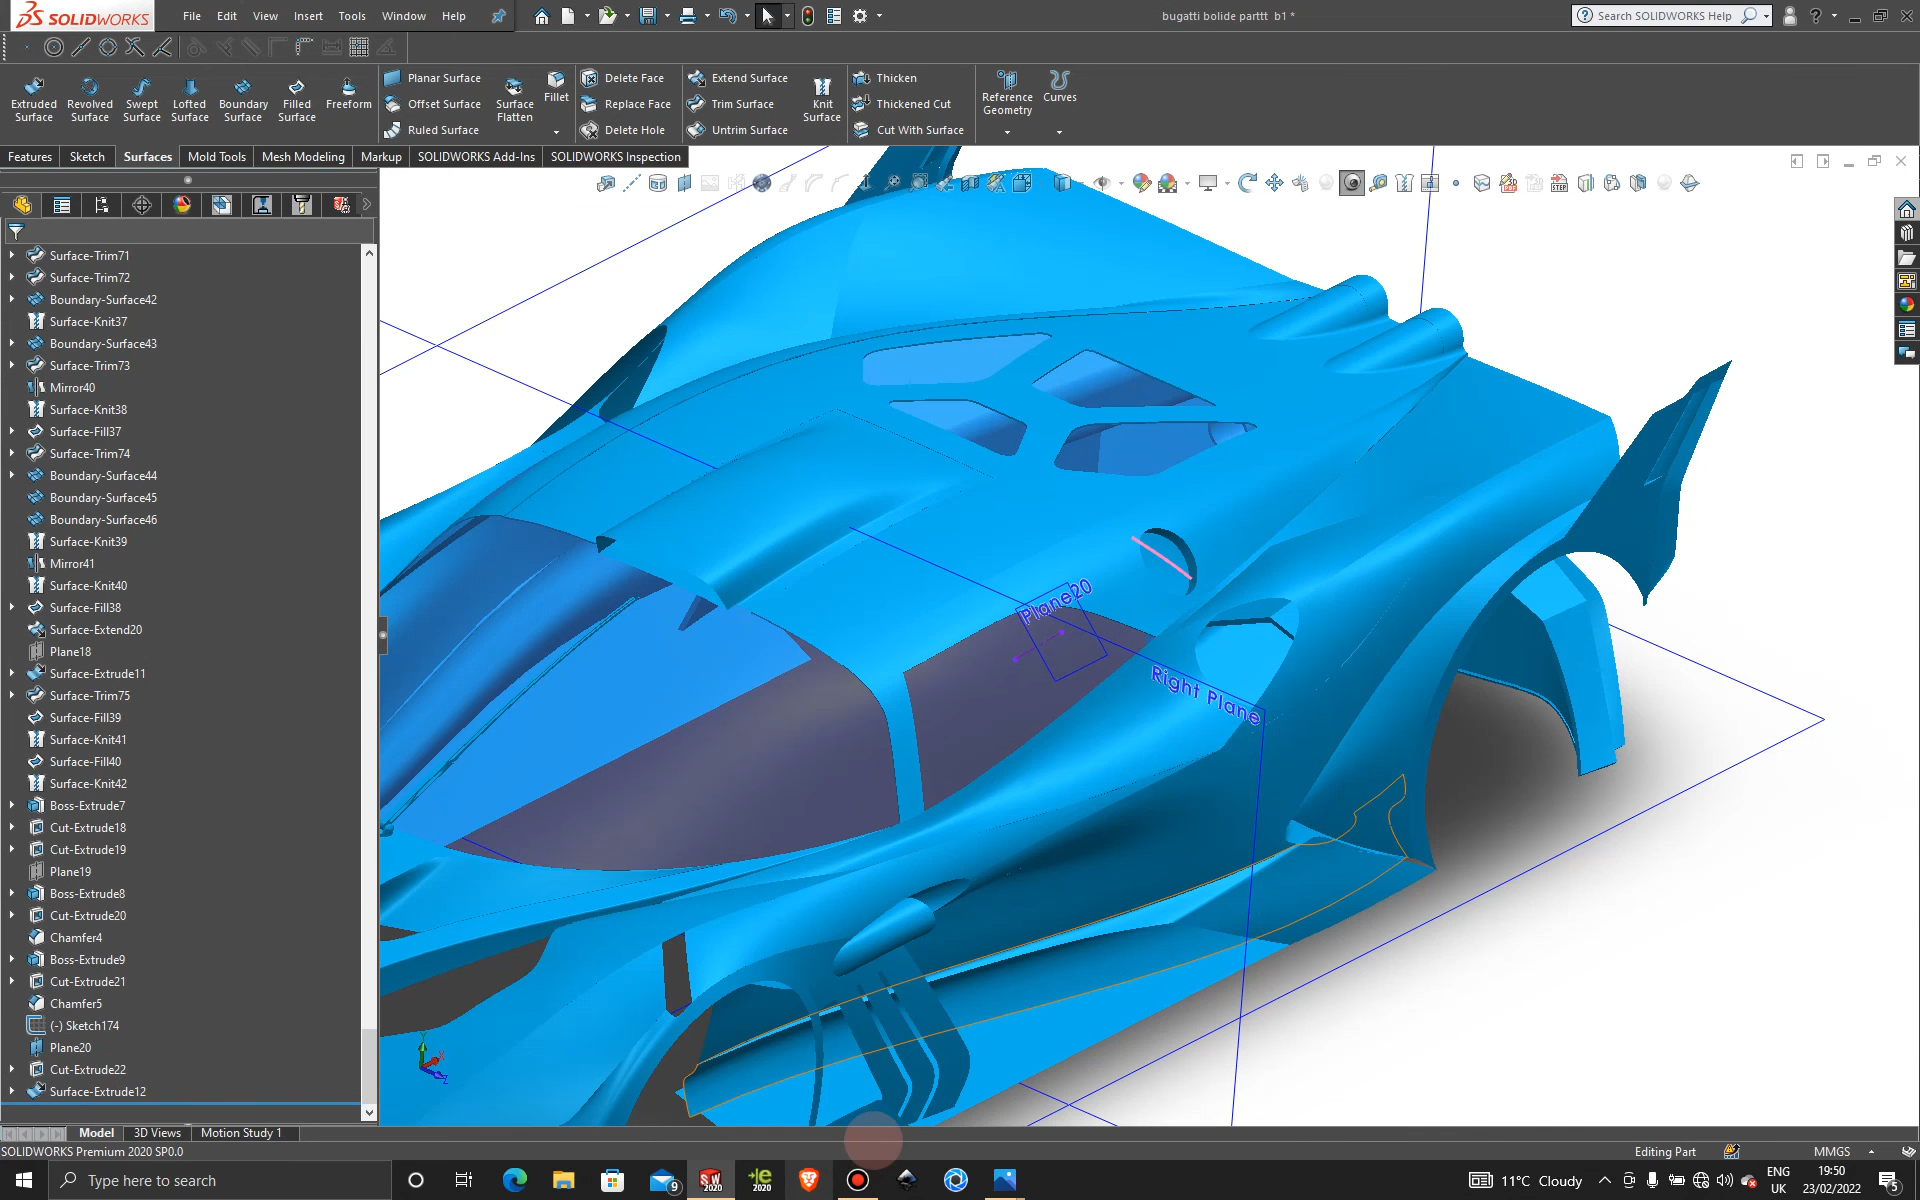 SOLIDWORKS
File Edit View Insert Tools Window Help
bugatti bolide parttt b1 *
Search SOLIDWORKS Help
Extruded Surface
Revolved Surface
Swept Surface
Lofted Surface
Boundary Surface
Filled Surface
Freeform
Planar Surface
Offset Surface
Ruled Surface
Surface Flatten
Fillet
Delete Face
Replace Face
Delete Hole
Extend Surface
Trim Surface
Untrim Surface
Knit Surface
Thicken
Thickened Cut
Cut With Surface
Reference Geometry
Curves
Features Sketch Surfaces Mold Tools Mesh Modeling Markup SOLIDWORKS Add-Ins SOLIDWORKS Inspection
Surface-Trim71
Surface-Trim72
Boundary-Surface42
Surface-Knit37
Boundary-Surface43
Surface-Trim73
Mirror40
Surface-Knit38
Surface-Fill37
Surface-Trim74
Boundary-Surface44
Boundary-Surface45
Boundary-Surface46
Surface-Knit39
Mirror41
Surface-Knit40
Surface-Fill38
Surface-Extend20
Plane18
Surface-Extrude11
Surface-Trim75
Surface-Fill39
Surface-Knit41
Surface-Fill40
Surface-Knit42
Boss-Extrude7
Cut-Extrude18
Cut-Extrude19
Plane19
Boss-Extrude8
Cut-Extrude20
Chamfer4
Boss-Extrude9
Cut-Extrude21
Chamfer5
(-) Sketch174
Plane20
Cut-Extrude22
Surface-Extrude12
Plane20
Right Plane
Model 3D Views Motion Study 1
SOLIDWORKS Premium 2020 SP0.0
Editing Part
MMGS
Type here to search
9
SW 2020
e 2020
11°C Cloudy
ENG
UK
19:50
23/02/2022
5